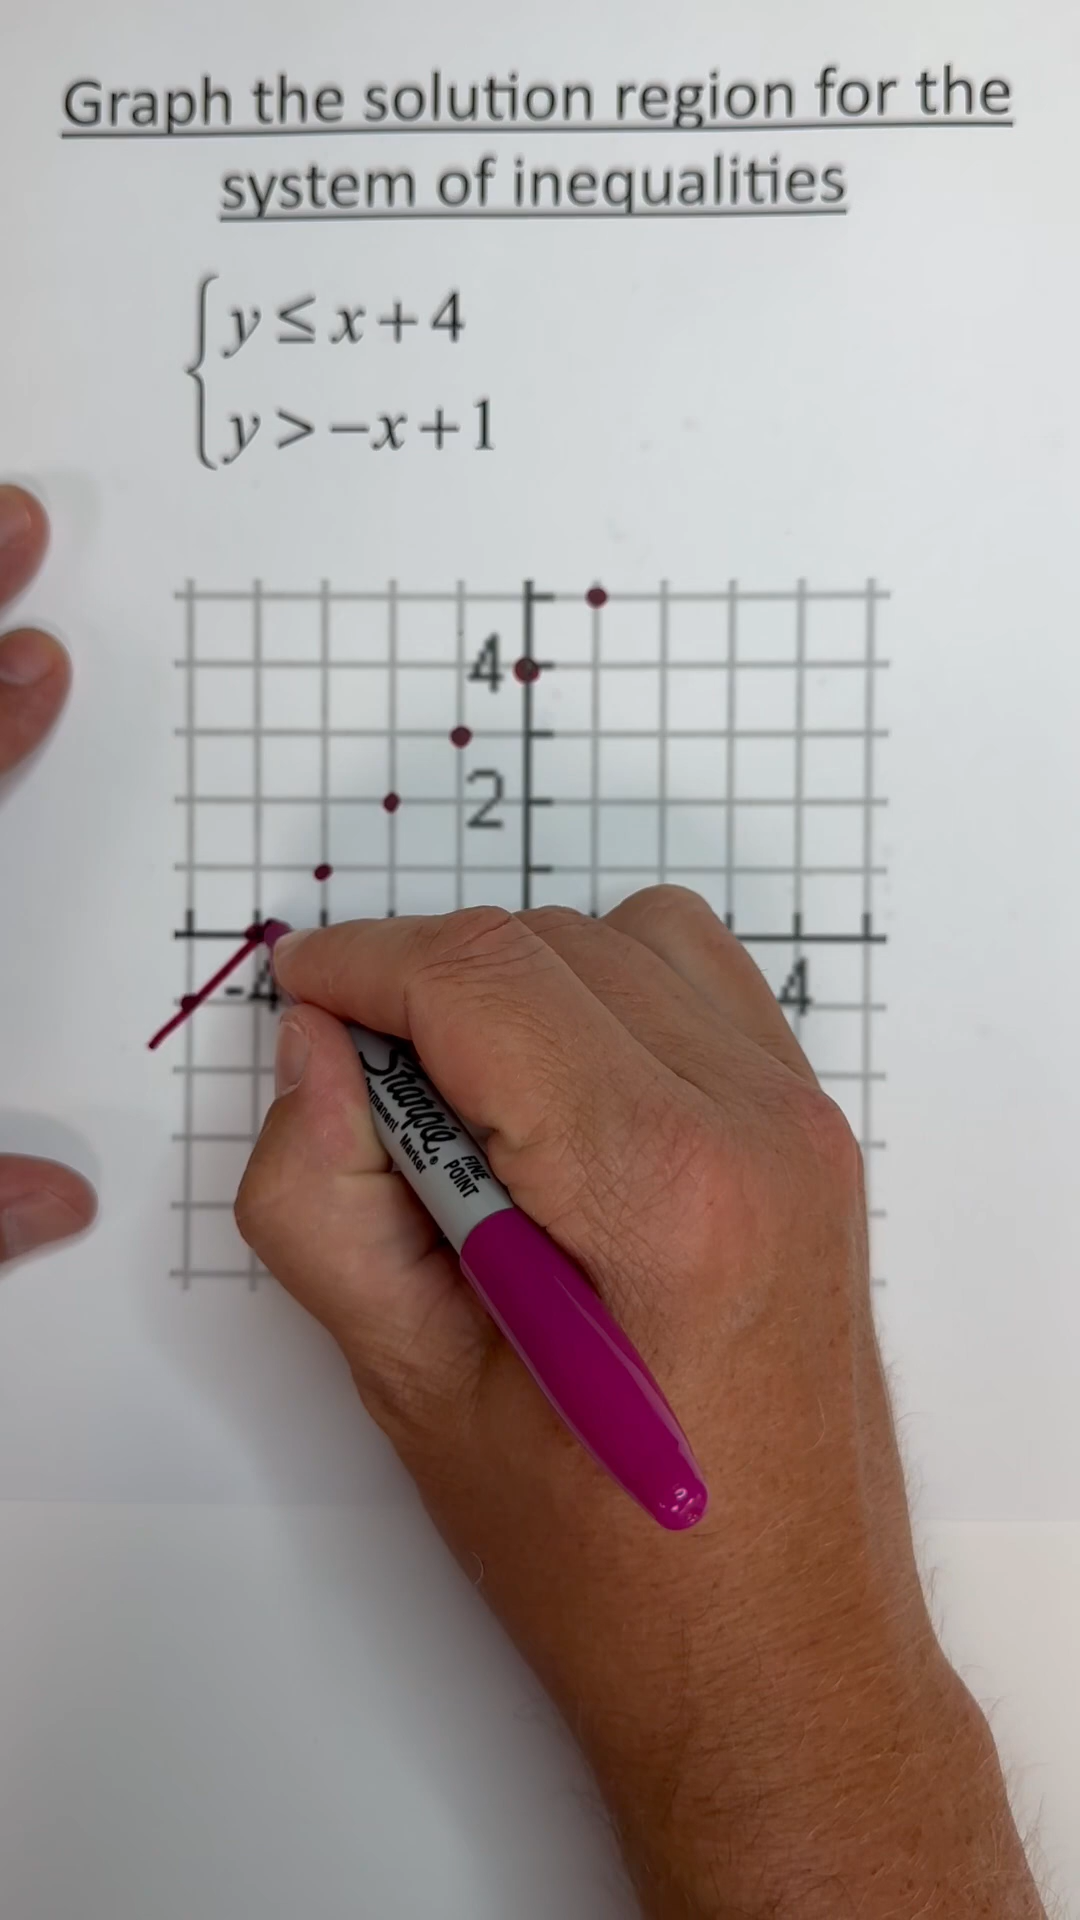 Graph the solution region for the
system of inequalities
y ≤ x + 4
y > −x + 1
4
2
-4
4
Sharpie®
Permanent Marker
FINE
POINT